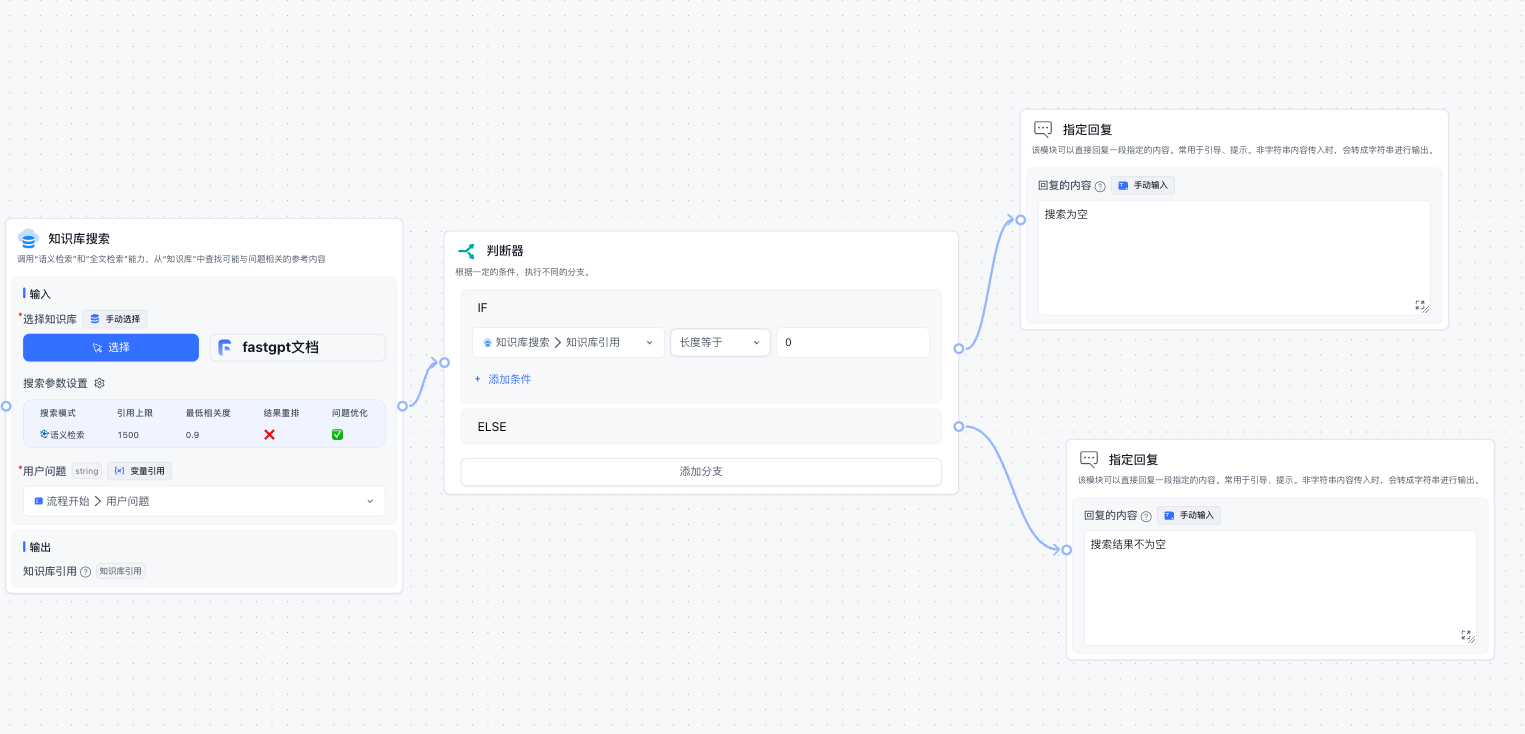 知识库搜索
调用“语义检索”和“全文检索”能力，从“知识库”中查找可能与问题相关的参考内容
输入
*选择知识库 手动选择
选择 fastgpt文档
搜索参数设置
搜索模式 引用上限 最低相关度 结果重排 问题优化
语义检索 1500 0.9 ❌ ✅
*用户问题 string 变量引用
流程开始 > 用户问题
输出
知识库引用 ? 知识库引用
判断器
根据一定的条件，执行不同的分支。
IF
知识库搜索 > 知识库引用 长度等于 0
+ 添加条件
ELSE
添加分支
指定回复
该模块可以直接回复一段指定的内容。常用于引导、提示。非字符串内容传入时，会转成字符串进行输出。
回复的内容 ? 手动输入
搜索为空
指定回复
该模块可以直接回复一段指定的内容。常用于引导、提示。非字符串内容传入时，会转成字符串进行输出。
回复的内容 ? 手动输入
搜索结果不为空